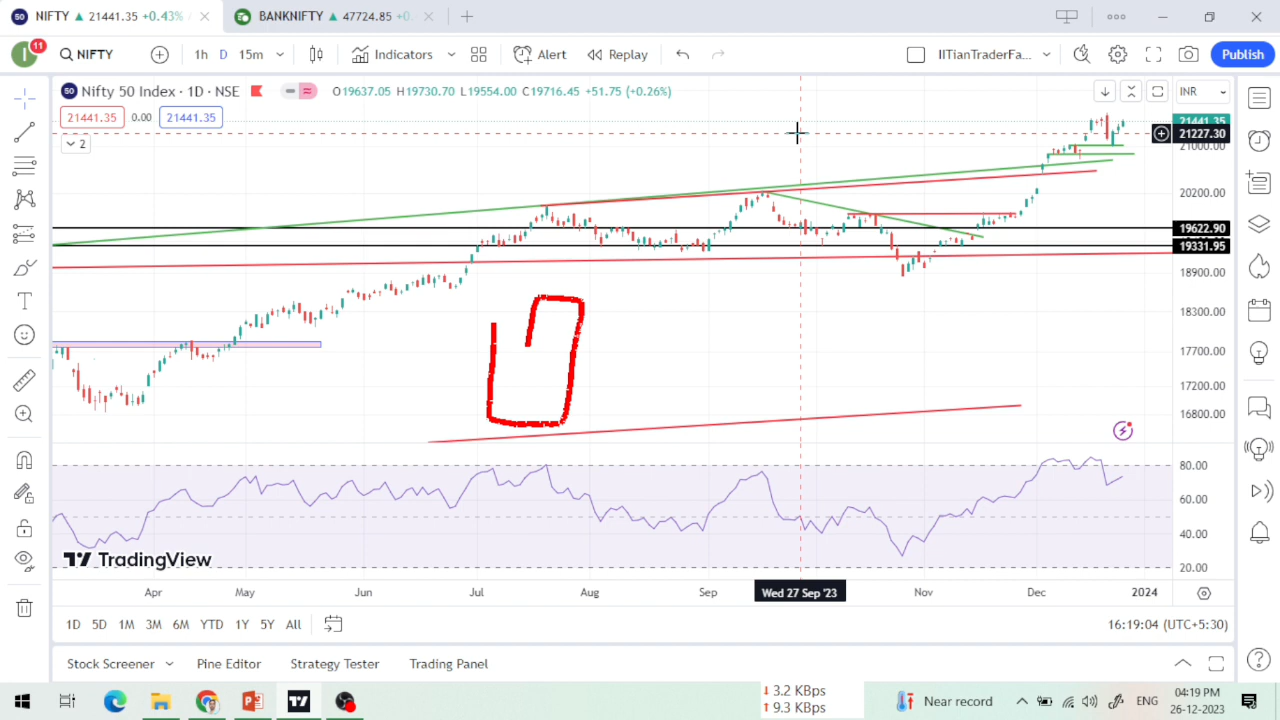 NIFTY ▲ 21441.35 +0.43%
BANKNIFTY ▲ 47724.85 +0.
11
NIFTY
1h D 15m
Indicators
Alert
Replay
IITianTraderFa...
Publish
Nifty 50 Index · 1D · NSE
O19637.05 H19730.70 L19554.00 C19716.45 +51.75 (+0.26%)
INR
21441.35 0.00 21441.35
2
21441.35
21227.30
21000.00
20200.00
19622.90
19331.95
18900.00
18300.00
17700.00
17200.00
16800.00
80.00
60.00
40.00
20.00
TradingView
Apr May Jun Jul Aug Sep Wed 27 Sep '23 Nov Dec 2024
1D 5D 1M 3M 6M YTD 1Y 5Y All
16:19:04 (UTC+5:30)
Stock Screener Pine Editor Strategy Tester Trading Panel
3.2 KBps
9.3 KBps
Near record
ENG
04:19 PM
26-12-2023